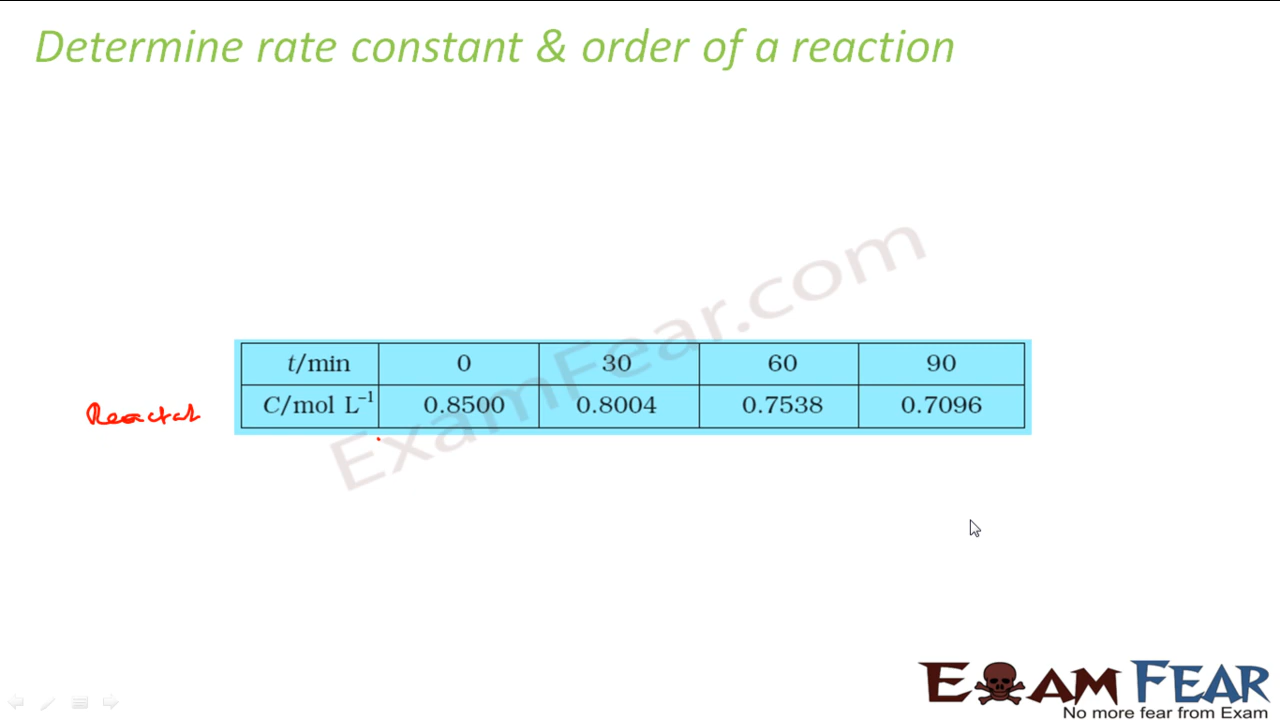 Determine rate constant & order of a reaction
ExamFear.com
t/min 0 30 60 90
Reactat C/mol L⁻¹ 0.8500 0.8004 0.7538 0.7096
EXAM FEAR
No more fear from Exam